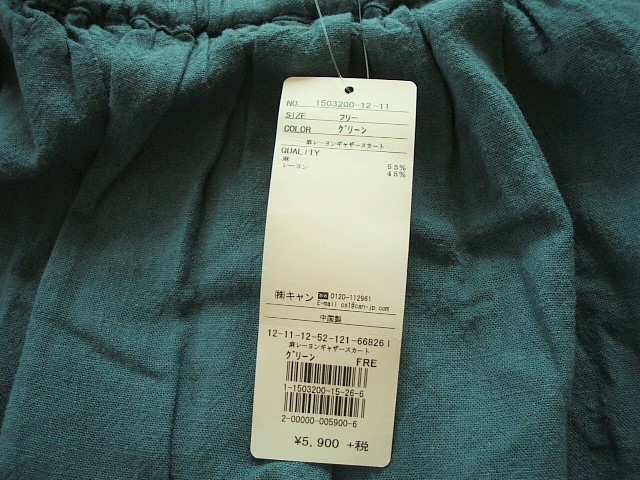 NO. 1503200-12-11
SIZE フリー
COLOR グリーン
麻レーヨンギャザースカート
QUALITY
麻 55%
レーヨン 45%
㈱キャン 0120-112961
E-mail cs1@can-jp.com
中国製
12-11-12-52-121-668261
麻レーヨンギャザースカート
グリーン FRE
1-1503200-15-26-6
2-00000-005900-6
¥5,900 +税